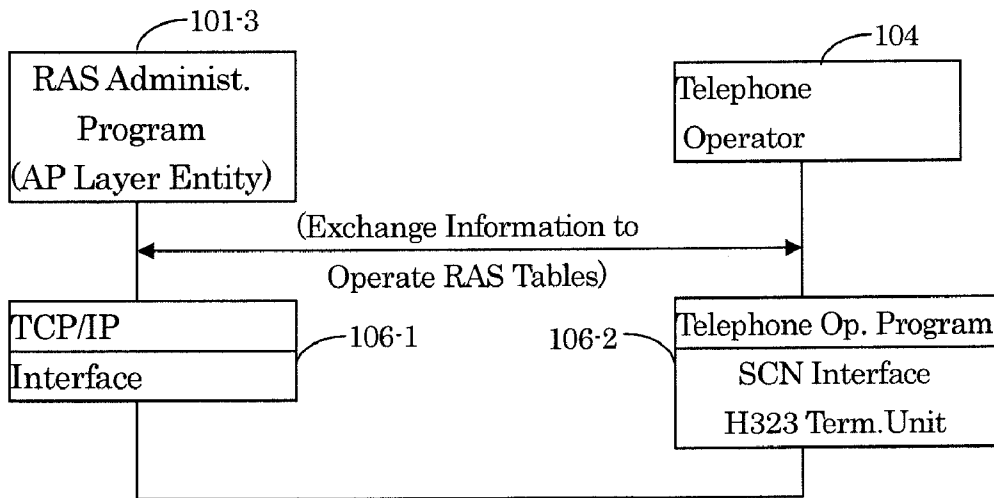 101-3
104
RAS Administ.
Program
(AP Layer Entity)
Telephone
Operator
(Exchange Information to
Operate RAS Tables)
TCP/IP
Interface
106-1
106-2
Telephone Op. Program
SCN Interface
H323 Term.Unit